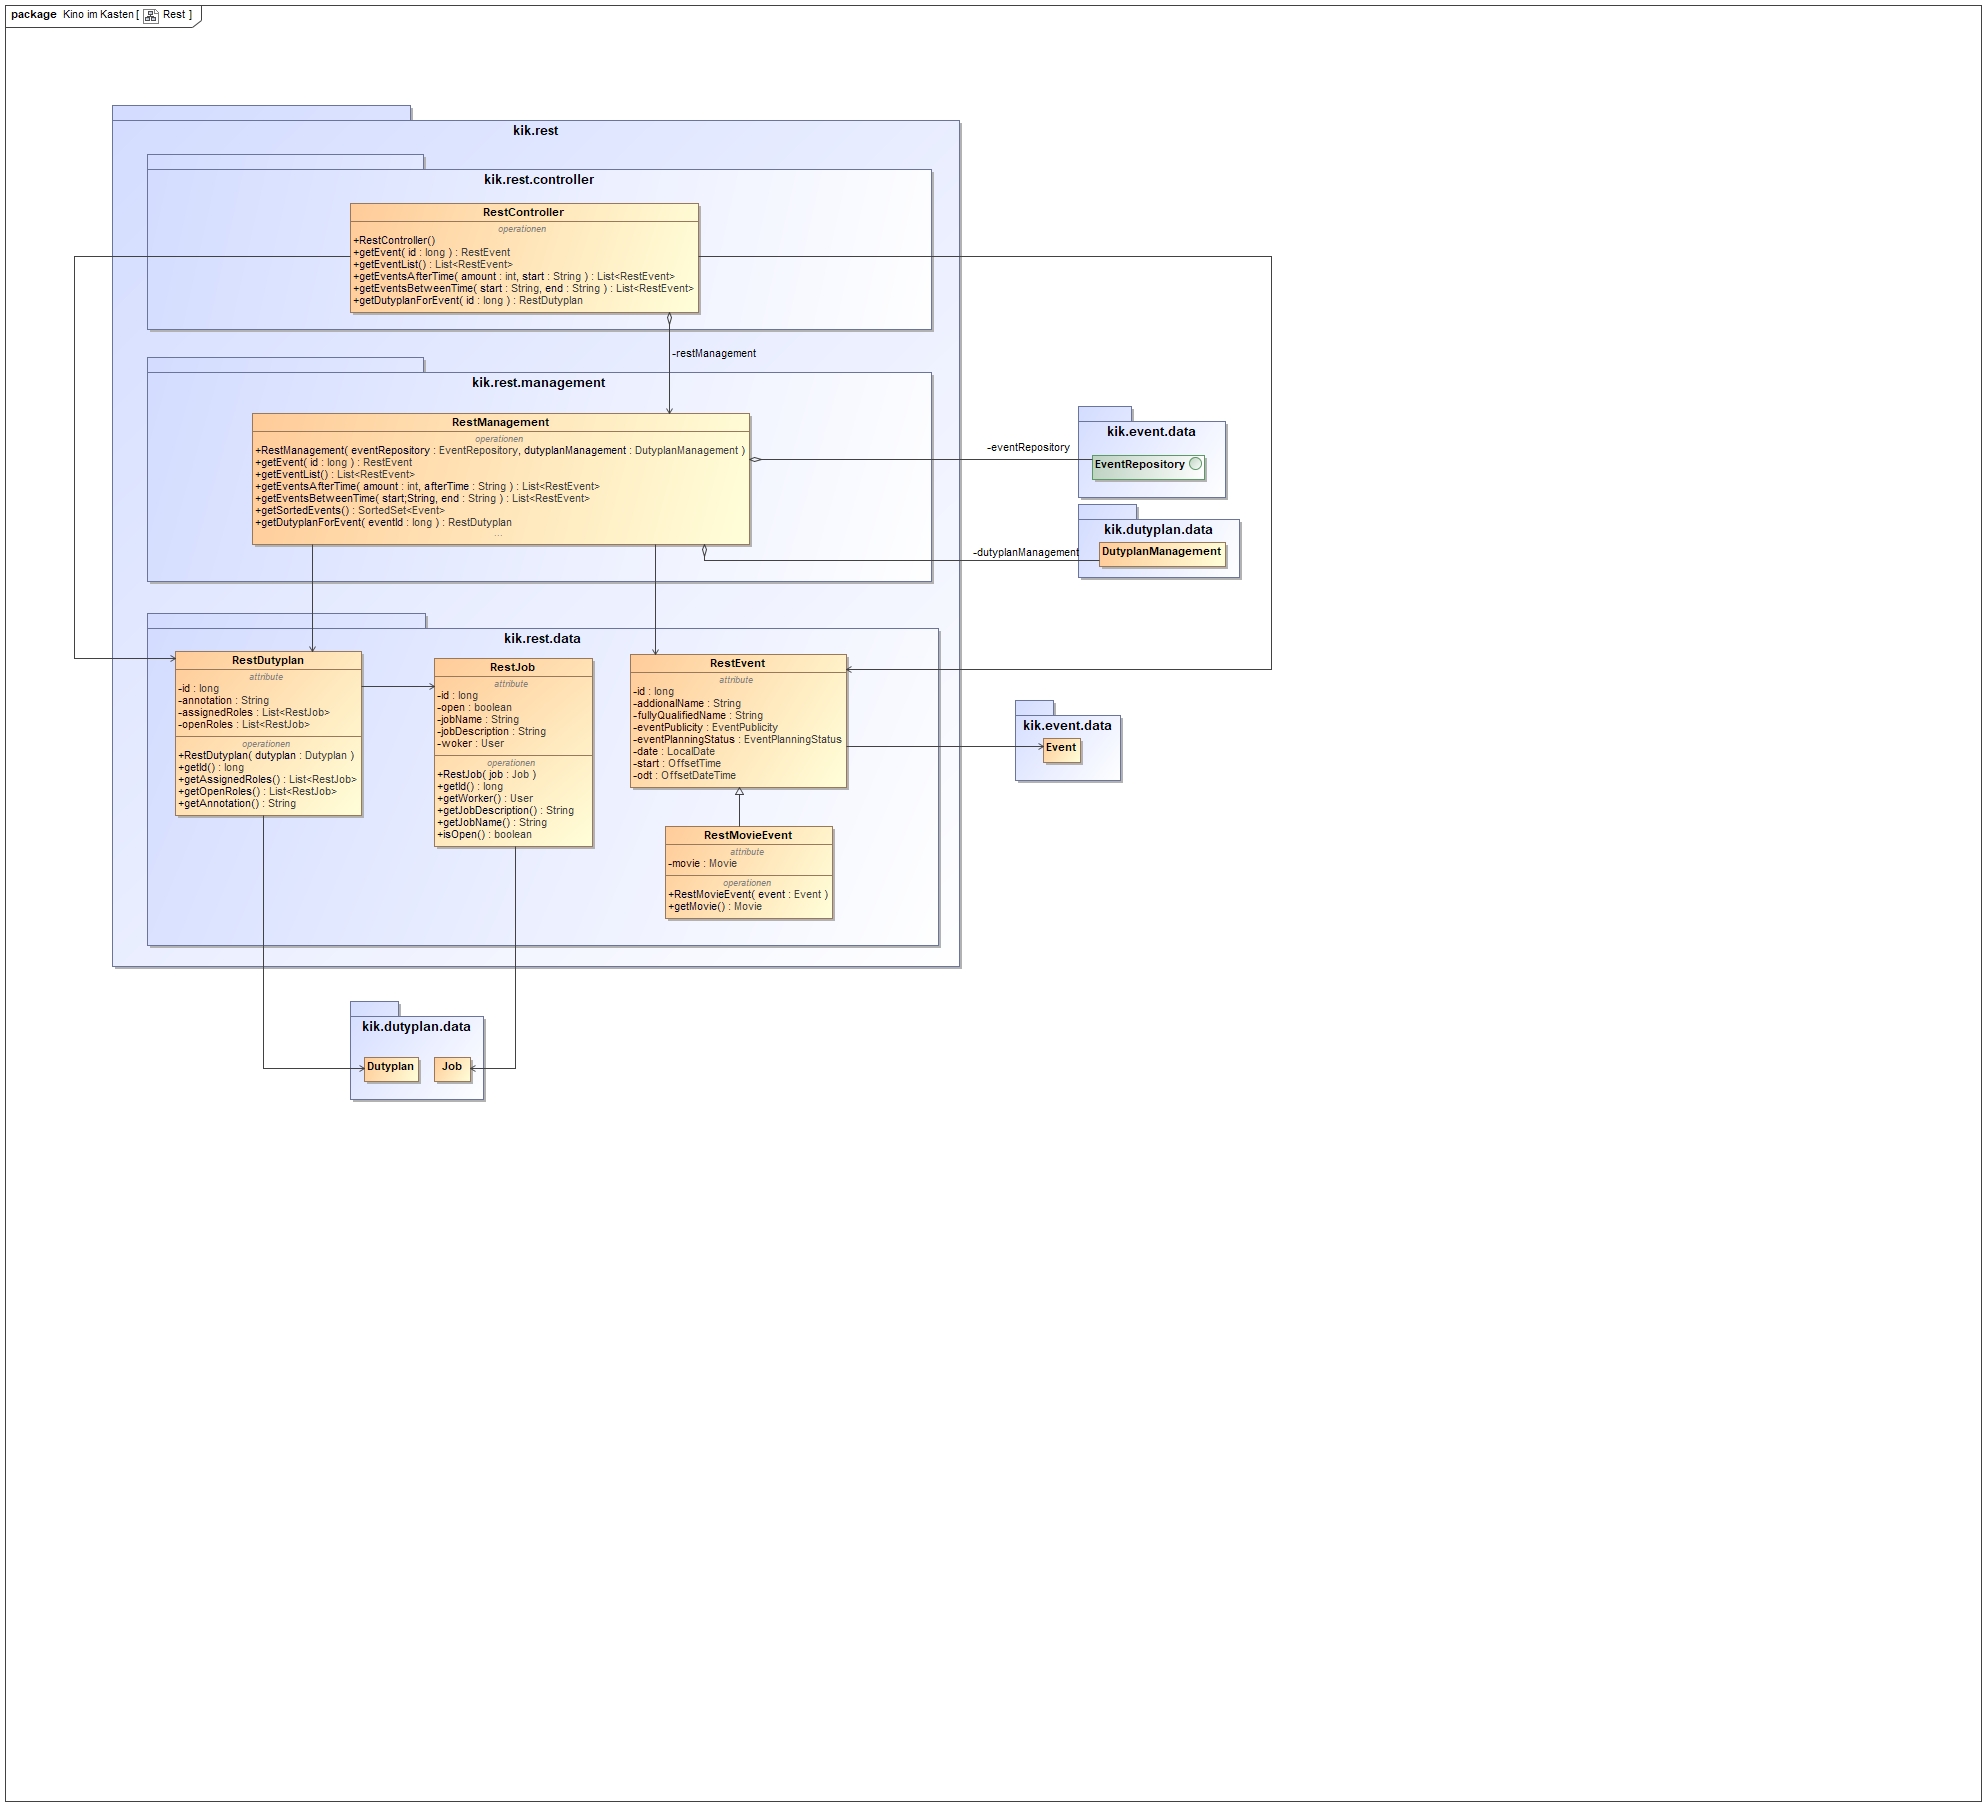 package Kino im Kasten [ Rest ]
kik.rest
kik.rest.controller
RestController
operationen
+RestController()
+getEvent( id : long ) : RestEvent
+getEventList() : List<RestEvent>
+getEventsAfterTime( amount : int, start : String ) : List<RestEvent>
+getEventsBetweenTime( start : String, end : String ) : List<RestEvent>
+getDutyplanForEvent( id : long ) : RestDutyplan
-restManagement
kik.rest.management
RestManagement
operationen
+RestManagement( eventRepository : EventRepository, dutyplanManagement : DutyplanManagement )
+getEvent( id : long ) : RestEvent
+getEventList() : List<RestEvent>
+getEventsAfterTime( amount : int, afterTime : String ) : List<RestEvent>
+getEventsBetweenTime( start;String, end : String ) : List<RestEvent>
+getSortedEvents() : SortedSet<Event>
+getDutyplanForEvent( eventId : long ) : RestDutyplan
...
-eventRepository
kik.event.data
EventRepository
-dutyplanManagement
kik.dutyplan.data
DutyplanManagement
kik.rest.data
RestDutyplan
attribute
-id : long
-annotation : String
-assignedRoles : List<RestJob>
-openRoles : List<RestJob>
operationen
+RestDutyplan( dutyplan : Dutyplan )
+getId() : long
+getAssignedRoles() : List<RestJob>
+getOpenRoles() : List<RestJob>
+getAnnotation() : String
RestJob
attribute
-id : long
-open : boolean
-jobName : String
-jobDescription : String
-woker : User
operationen
+RestJob( job : Job )
+getId() : long
+getWorker() : User
+getJobDescription() : String
+getJobName() : String
+isOpen() : boolean
RestEvent
attribute
-id : long
-addionalName : String
-fullyQualifiedName : String
-eventPublicity : EventPublicity
-eventPlanningStatus : EventPlanningStatus
-date : LocalDate
-start : OffsetTime
-odt : OffsetDateTime
RestMovieEvent
attribute
-movie : Movie
operationen
+RestMovieEvent( event : Event )
+getMovie() : Movie
kik.event.data
Event
kik.dutyplan.data
Dutyplan
Job